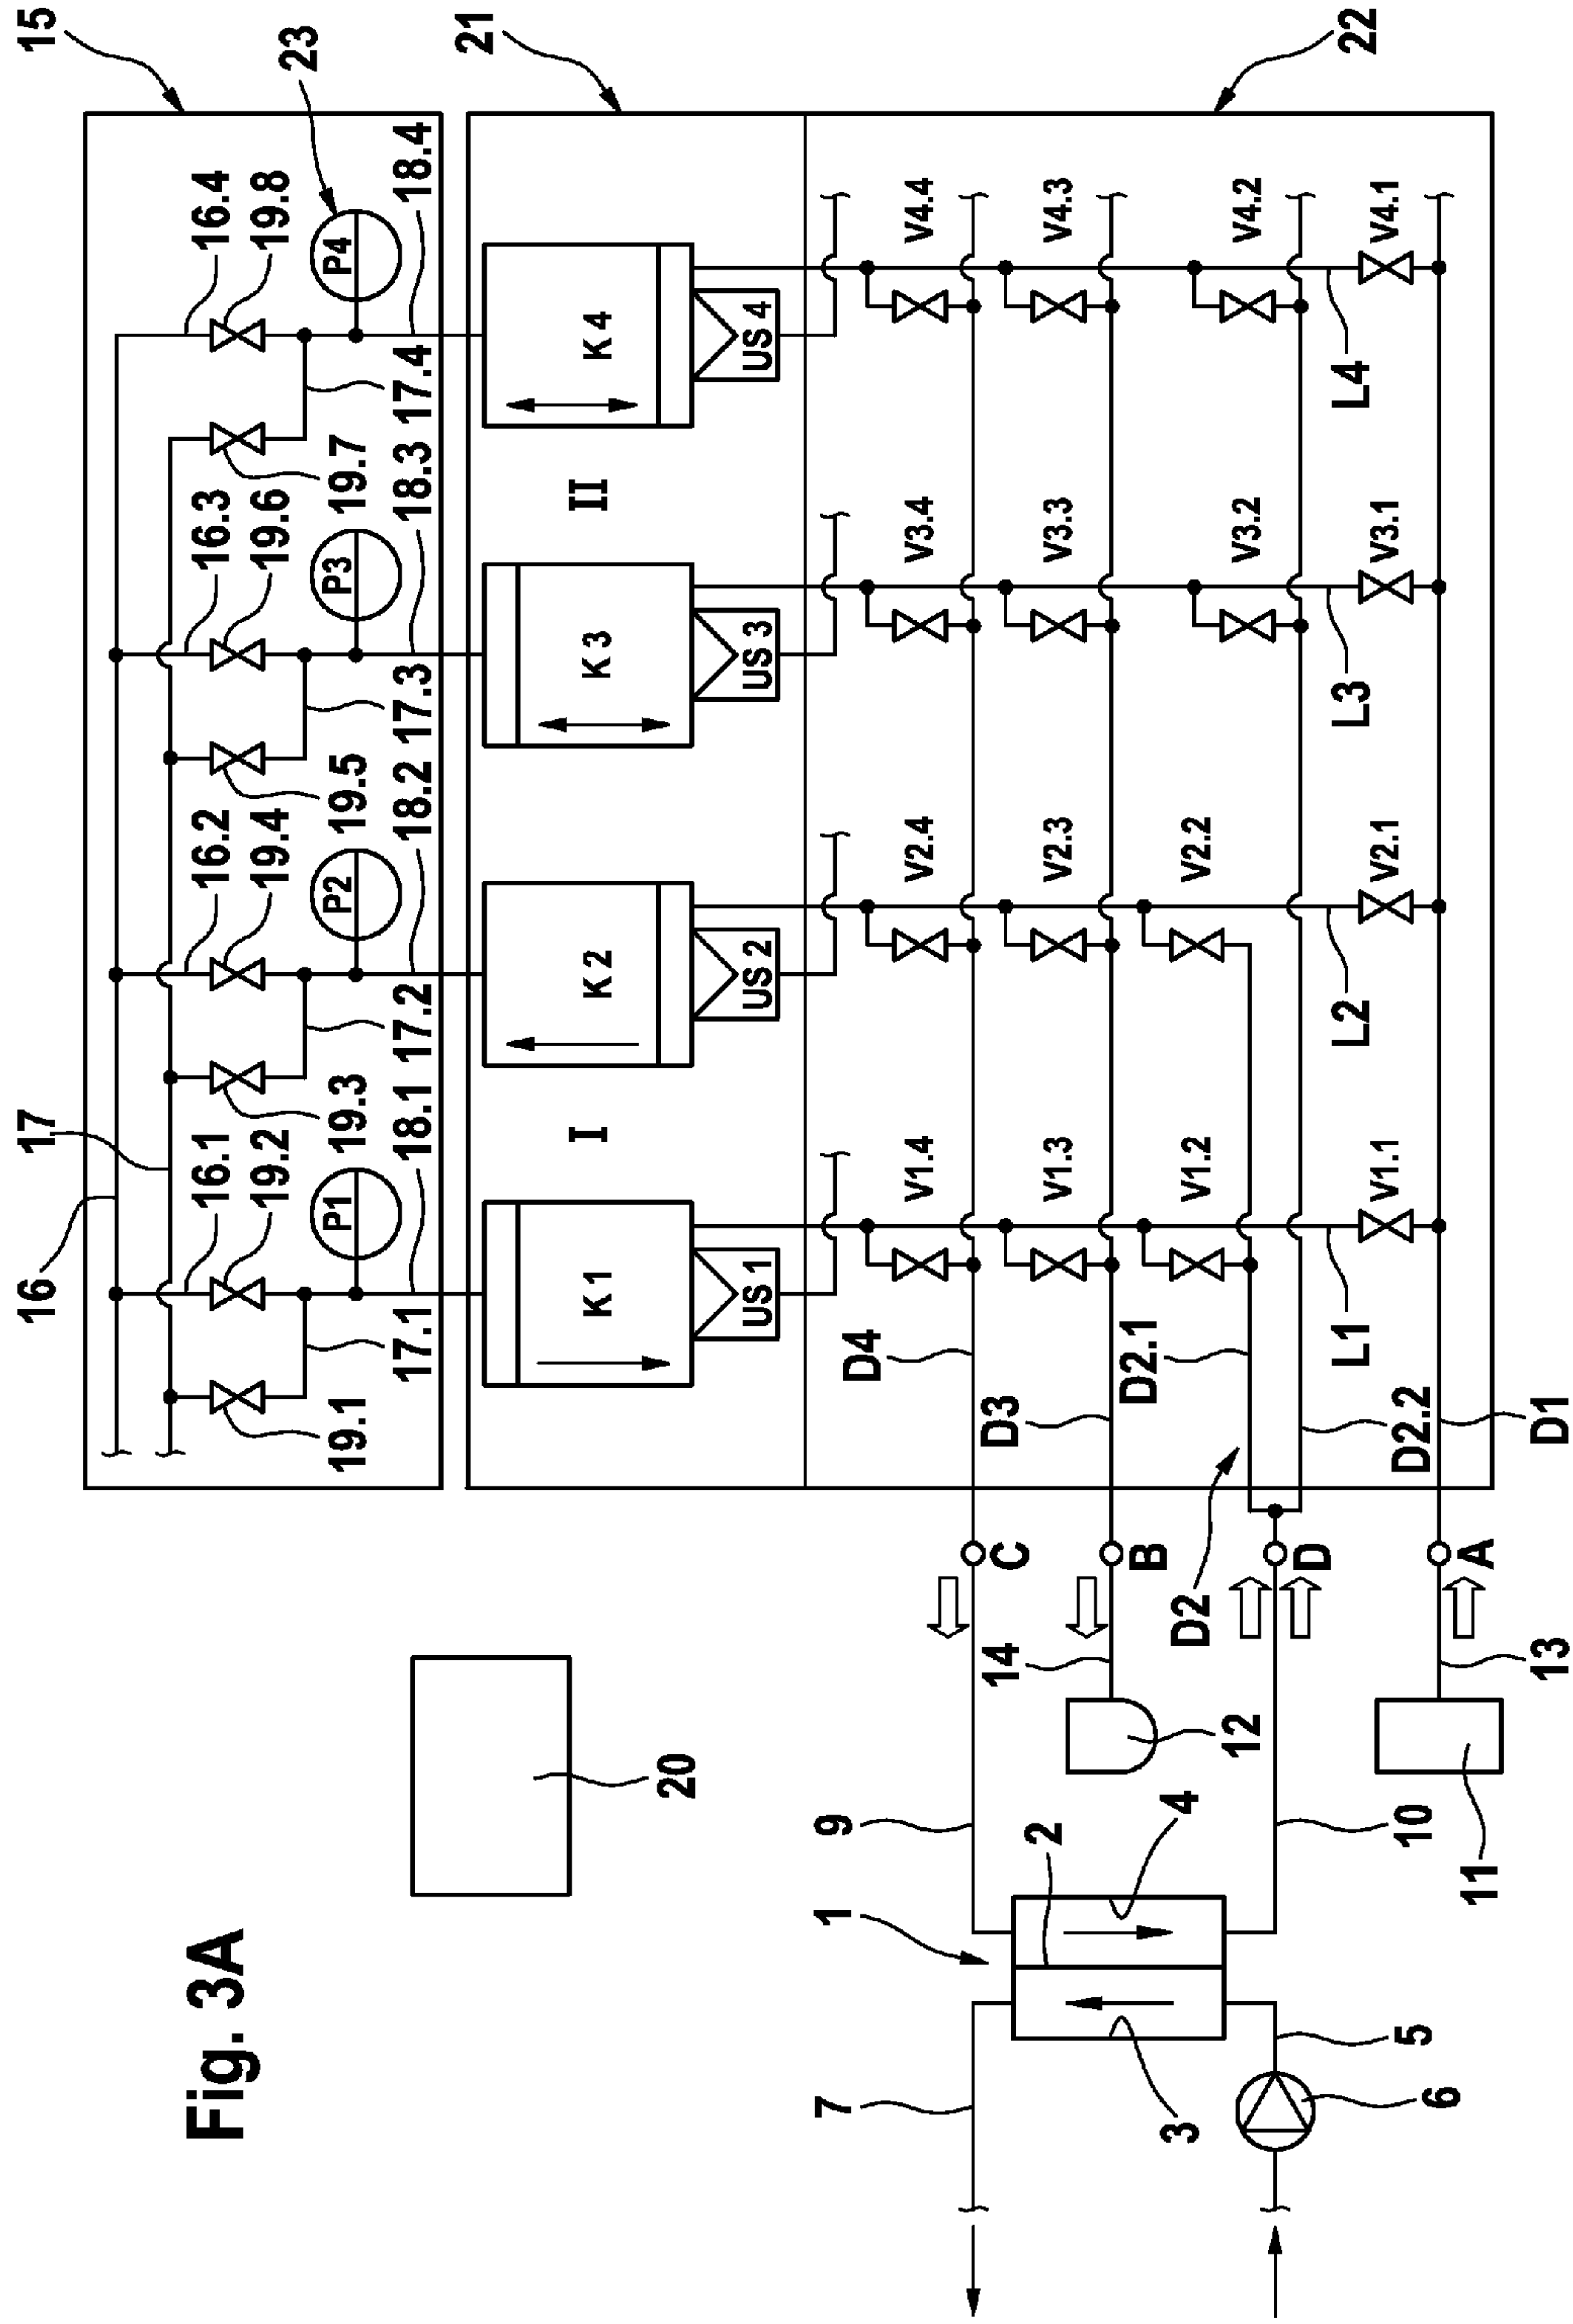 Fig. 3A
15
16
17
16.1
19.2
16.2
19.4
16.3
19.6
16.4
19.8
23
P1
P2
P3
P4
19.1
19.3
19.5
19.7
17.1
18.1
17.2
18.2
17.3
18.3
17.4
18.4
21
20
K 1
I
K 2
K 3
II
K 4
US 1
US 2
US 3
US 4
7
1
9
C
D4
V1.4
V2.4
V3.4
V4.4
2
14
B
D3
V1.3
V2.3
V3.3
V4.3
3
4
12
D2
D2.1
V1.2
V2.2
V3.2
V4.2
22
D
L1
L2
L3
L4
5
6
10
D2.2
V1.1
V2.1
V3.1
V4.1
11
A
13
D1